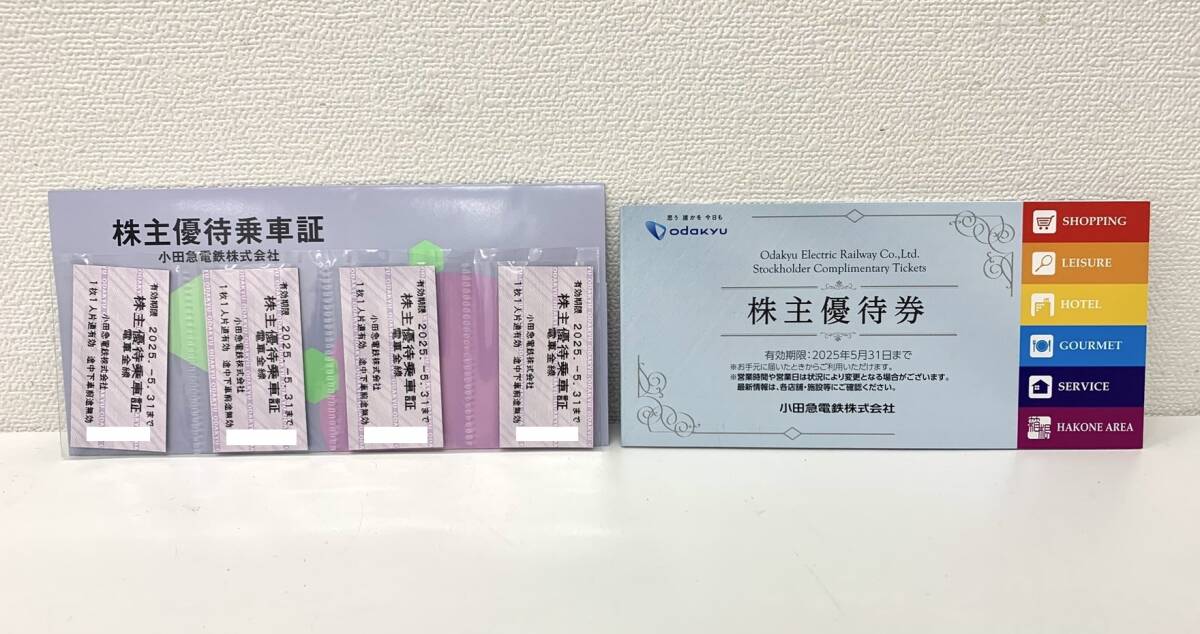 株主優待乗車証
小田急電鉄株式会社
有効期限 2025.-5.31まで
株主優待乗車証
電車全線
小田急電鉄株式会社
1枚1人片道有効 途中下車前途無効
有効期限 2025.-5.31まで
株主優待乗車証
電車全線
小田急電鉄株式会社
1枚1人片道有効 途中下車前途無効
有効期限 2025.-5.31まで
株主優待乗車証
電車全線
小田急電鉄株式会社
1枚1人片道有効 途中下車前途無効
有効期限 2025.-5.31まで
株主優待乗車証
電車全線
小田急電鉄株式会社
1枚1人片道有効 途中下車前途無効
思う 誰かを 今日も
odakyu
Odakyu Electric Railway Co.,Ltd.
Stockholder Complimentary Tickets
株主優待券
有効期限:2025年5月31日まで
※お手元に届いたときからご利用いただけます。
※営業時間や営業日は状況により変更となる場合がございます。
最新情報は、各店舗・施設等にご確認ください。
小田急電鉄株式会社
SHOPPING
LEISURE
HOTEL
GOURMET
SERVICE
HAKONE AREA